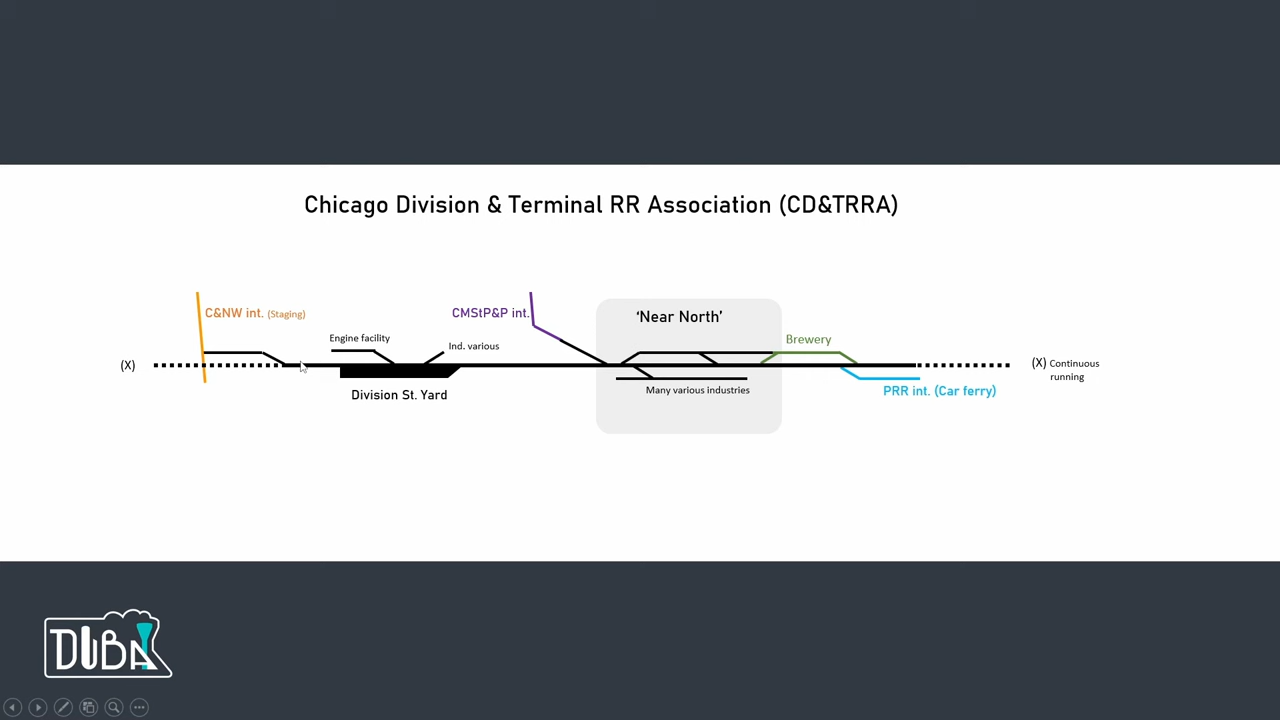 Chicago Division & Terminal RR Association (CD&TRRA)
C&NW int. (Staging)
CMStP&P int.
'Near North'
Engine facility
Ind. various
Brewery
(X)
(X) Continuous
running
Division St. Yard
Many various industries
PRR int. (Car ferry)
DUBA